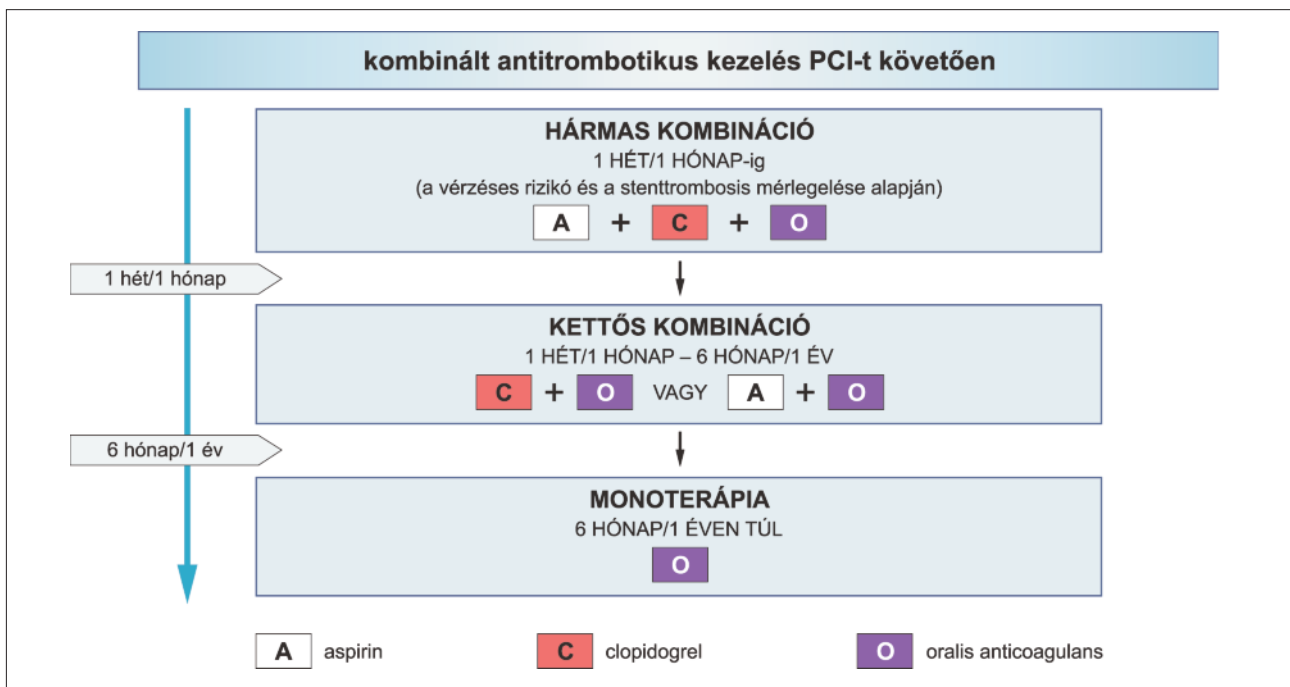 kombinált antitrombotikus kezelés PCI-t követően
HÁRMAS KOMBINÁCIÓ
1 HÉT/1 HÓNAP-ig
(a vérzéses rizikó és a stenttrombosis mérlegelése alapján)
A + C + O
1 hét/1 hónap
KETTŐS KOMBINÁCIÓ
1 HÉT/1 HÓNAP – 6 HÓNAP/1 ÉV
C + O VAGY A + O
6 hónap/1 év
MONOTERÁPIA
6 HÓNAP/1 ÉVEN TÚL
O
A aspirin C clopidogrel O oralis anticoagulans